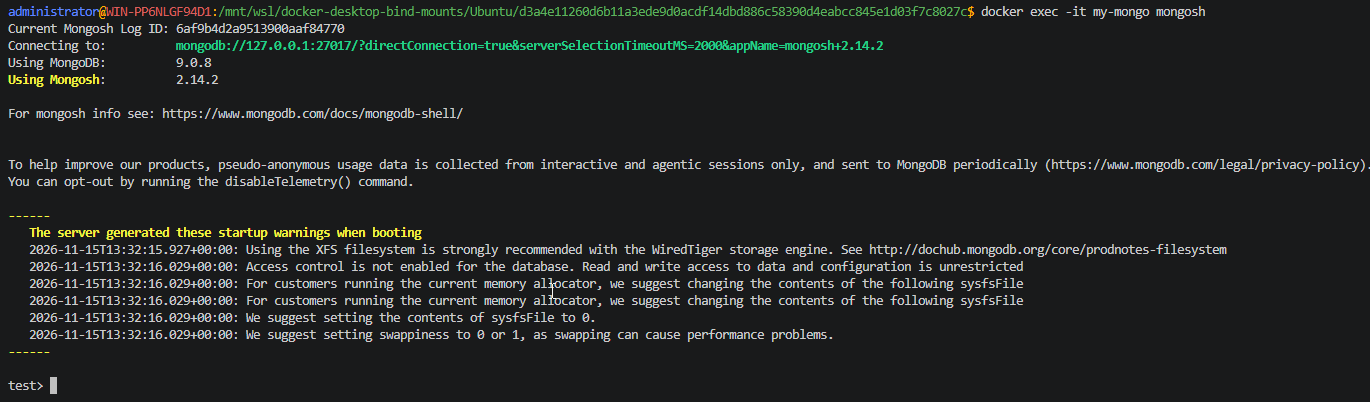 administrator@WIN-PP6NLGF94D1:/mnt/wsl/docker-desktop-bind-mounts/Ubuntu/d3a4e11260d6b11a3ede9d0acdf14dbd886c58390d4eabcc845e1d03f7c8027c$ docker exec -it my-mongo mongosh
Current Mongosh Log ID: 6af9b4d2a9513900aaf84770
Connecting to: mongodb://127.0.0.1:27017/?directConnection=true&serverSelectionTimeoutMS=2000&appName=mongosh+2.14.2
Using MongoDB: 9.0.8
Using Mongosh: 2.14.2
For mongosh info see: https://www.mongodb.com/docs/mongodb-shell/
To help improve our products, pseudo-anonymous usage data is collected from interactive and agentic sessions only, and sent to MongoDB periodically (https://www.mongodb.com/legal/privacy-policy).
You can opt-out by running the disableTelemetry() command.
------
The server generated these startup warnings when booting
2026-11-15T13:32:15.927+00:00: Using the XFS filesystem is strongly recommended with the WiredTiger storage engine. See http://dochub.mongodb.org/core/prodnotes-filesystem
2026-11-15T13:32:16.029+00:00: Access control is not enabled for the database. Read and write access to data and configuration is unrestricted
2026-11-15T13:32:16.029+00:00: For customers running the current memory allocator, we suggest changing the contents of the following sysfsFile
2026-11-15T13:32:16.029+00:00: For customers running the current memory allocator, we suggest changing the contents of the following sysfsFile
2026-11-15T13:32:16.029+00:00: We suggest setting the contents of sysfsFile to 0.
2026-11-15T13:32:16.029+00:00: We suggest setting swappiness to 0 or 1, as swapping can cause performance problems.
------
test>